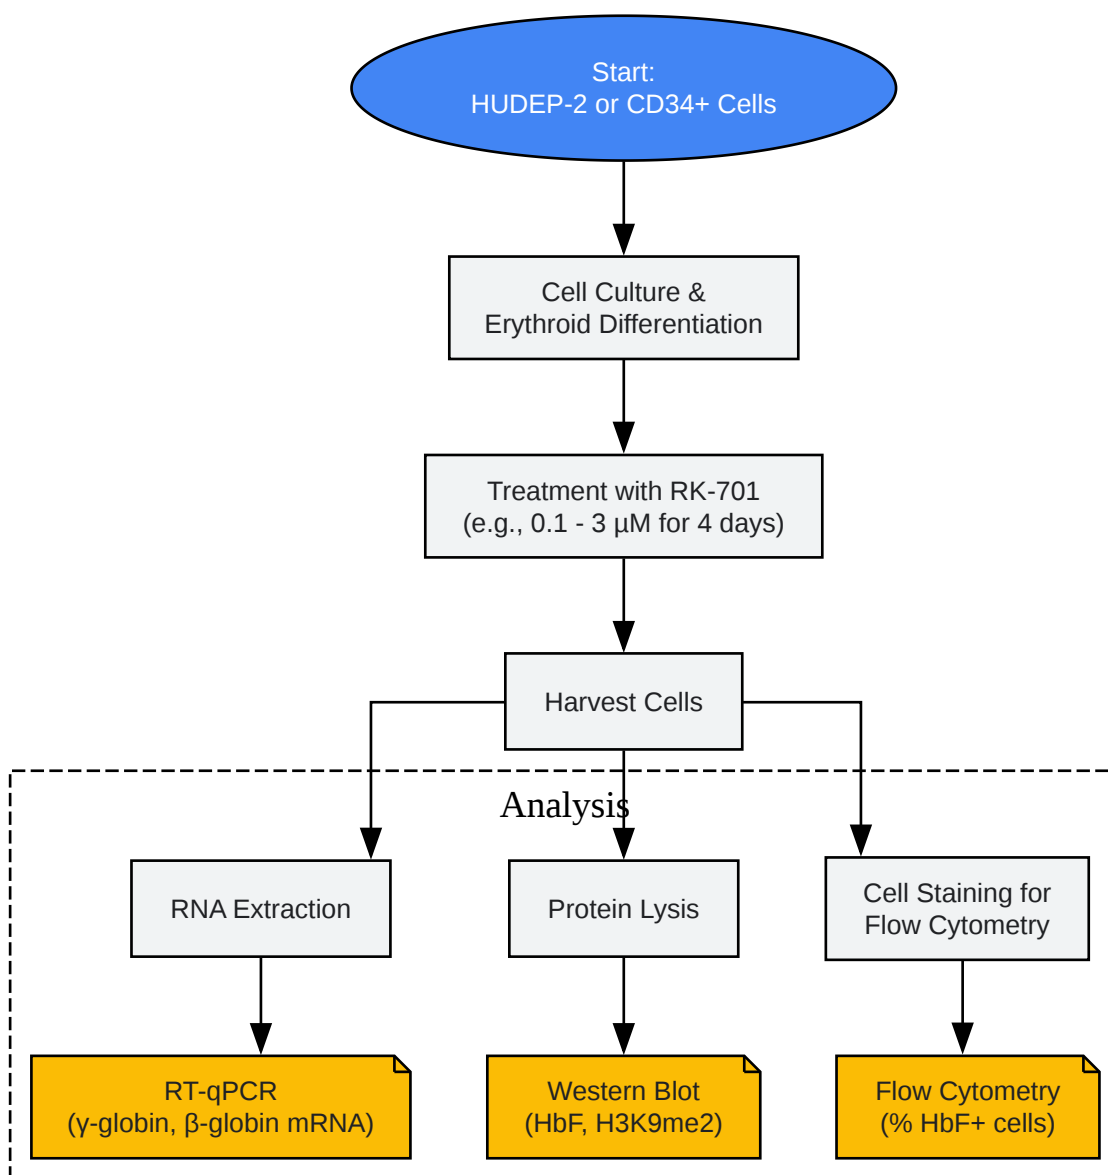 Start:
HUDEP-2 or CD34+ Cells
Cell Culture &
Erythroid Differentiation
Treatment with RK-701
(e.g., 0.1 - 3 µM for 4 days)
Harvest Cells
Analysis
RNA Extraction
Protein Lysis
Cell Staining for
Flow Cytometry
RT-qPCR
(γ-globin, β-globin mRNA)
Western Blot
(HbF, H3K9me2)
Flow Cytometry
(% HbF+ cells)